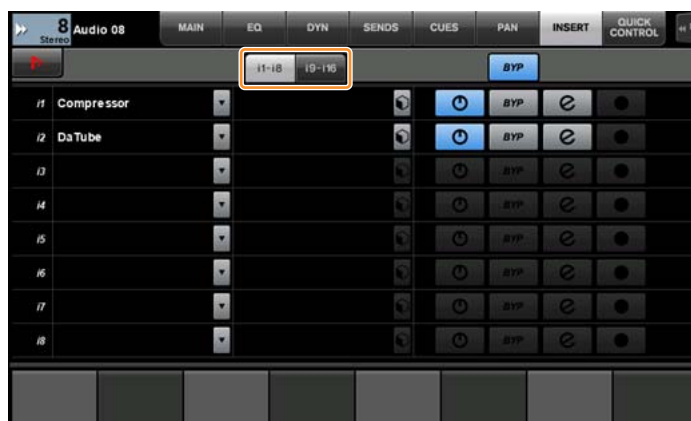 8 Audio 08 MAIN EQ DYN SENDS CUES PAN INSERT QUICK CONTROL
Stereo
i1-i8 i9-i16 BYP
i1 Compressor BYP e
i2 DaTube BYP e
i3 BYP e
i4 BYP e
i5 BYP e
i6 BYP e
i7 BYP e
i8 BYP e